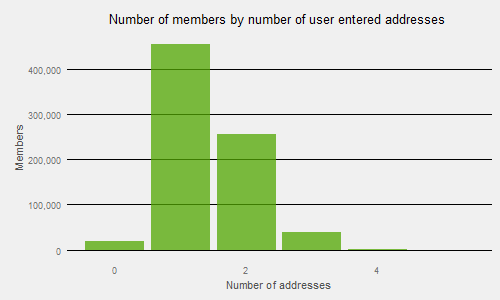 Number of members by number of user entered addresses
400,000
300,000
200,000
100,000
0
Members
0 2 4
Number of addresses